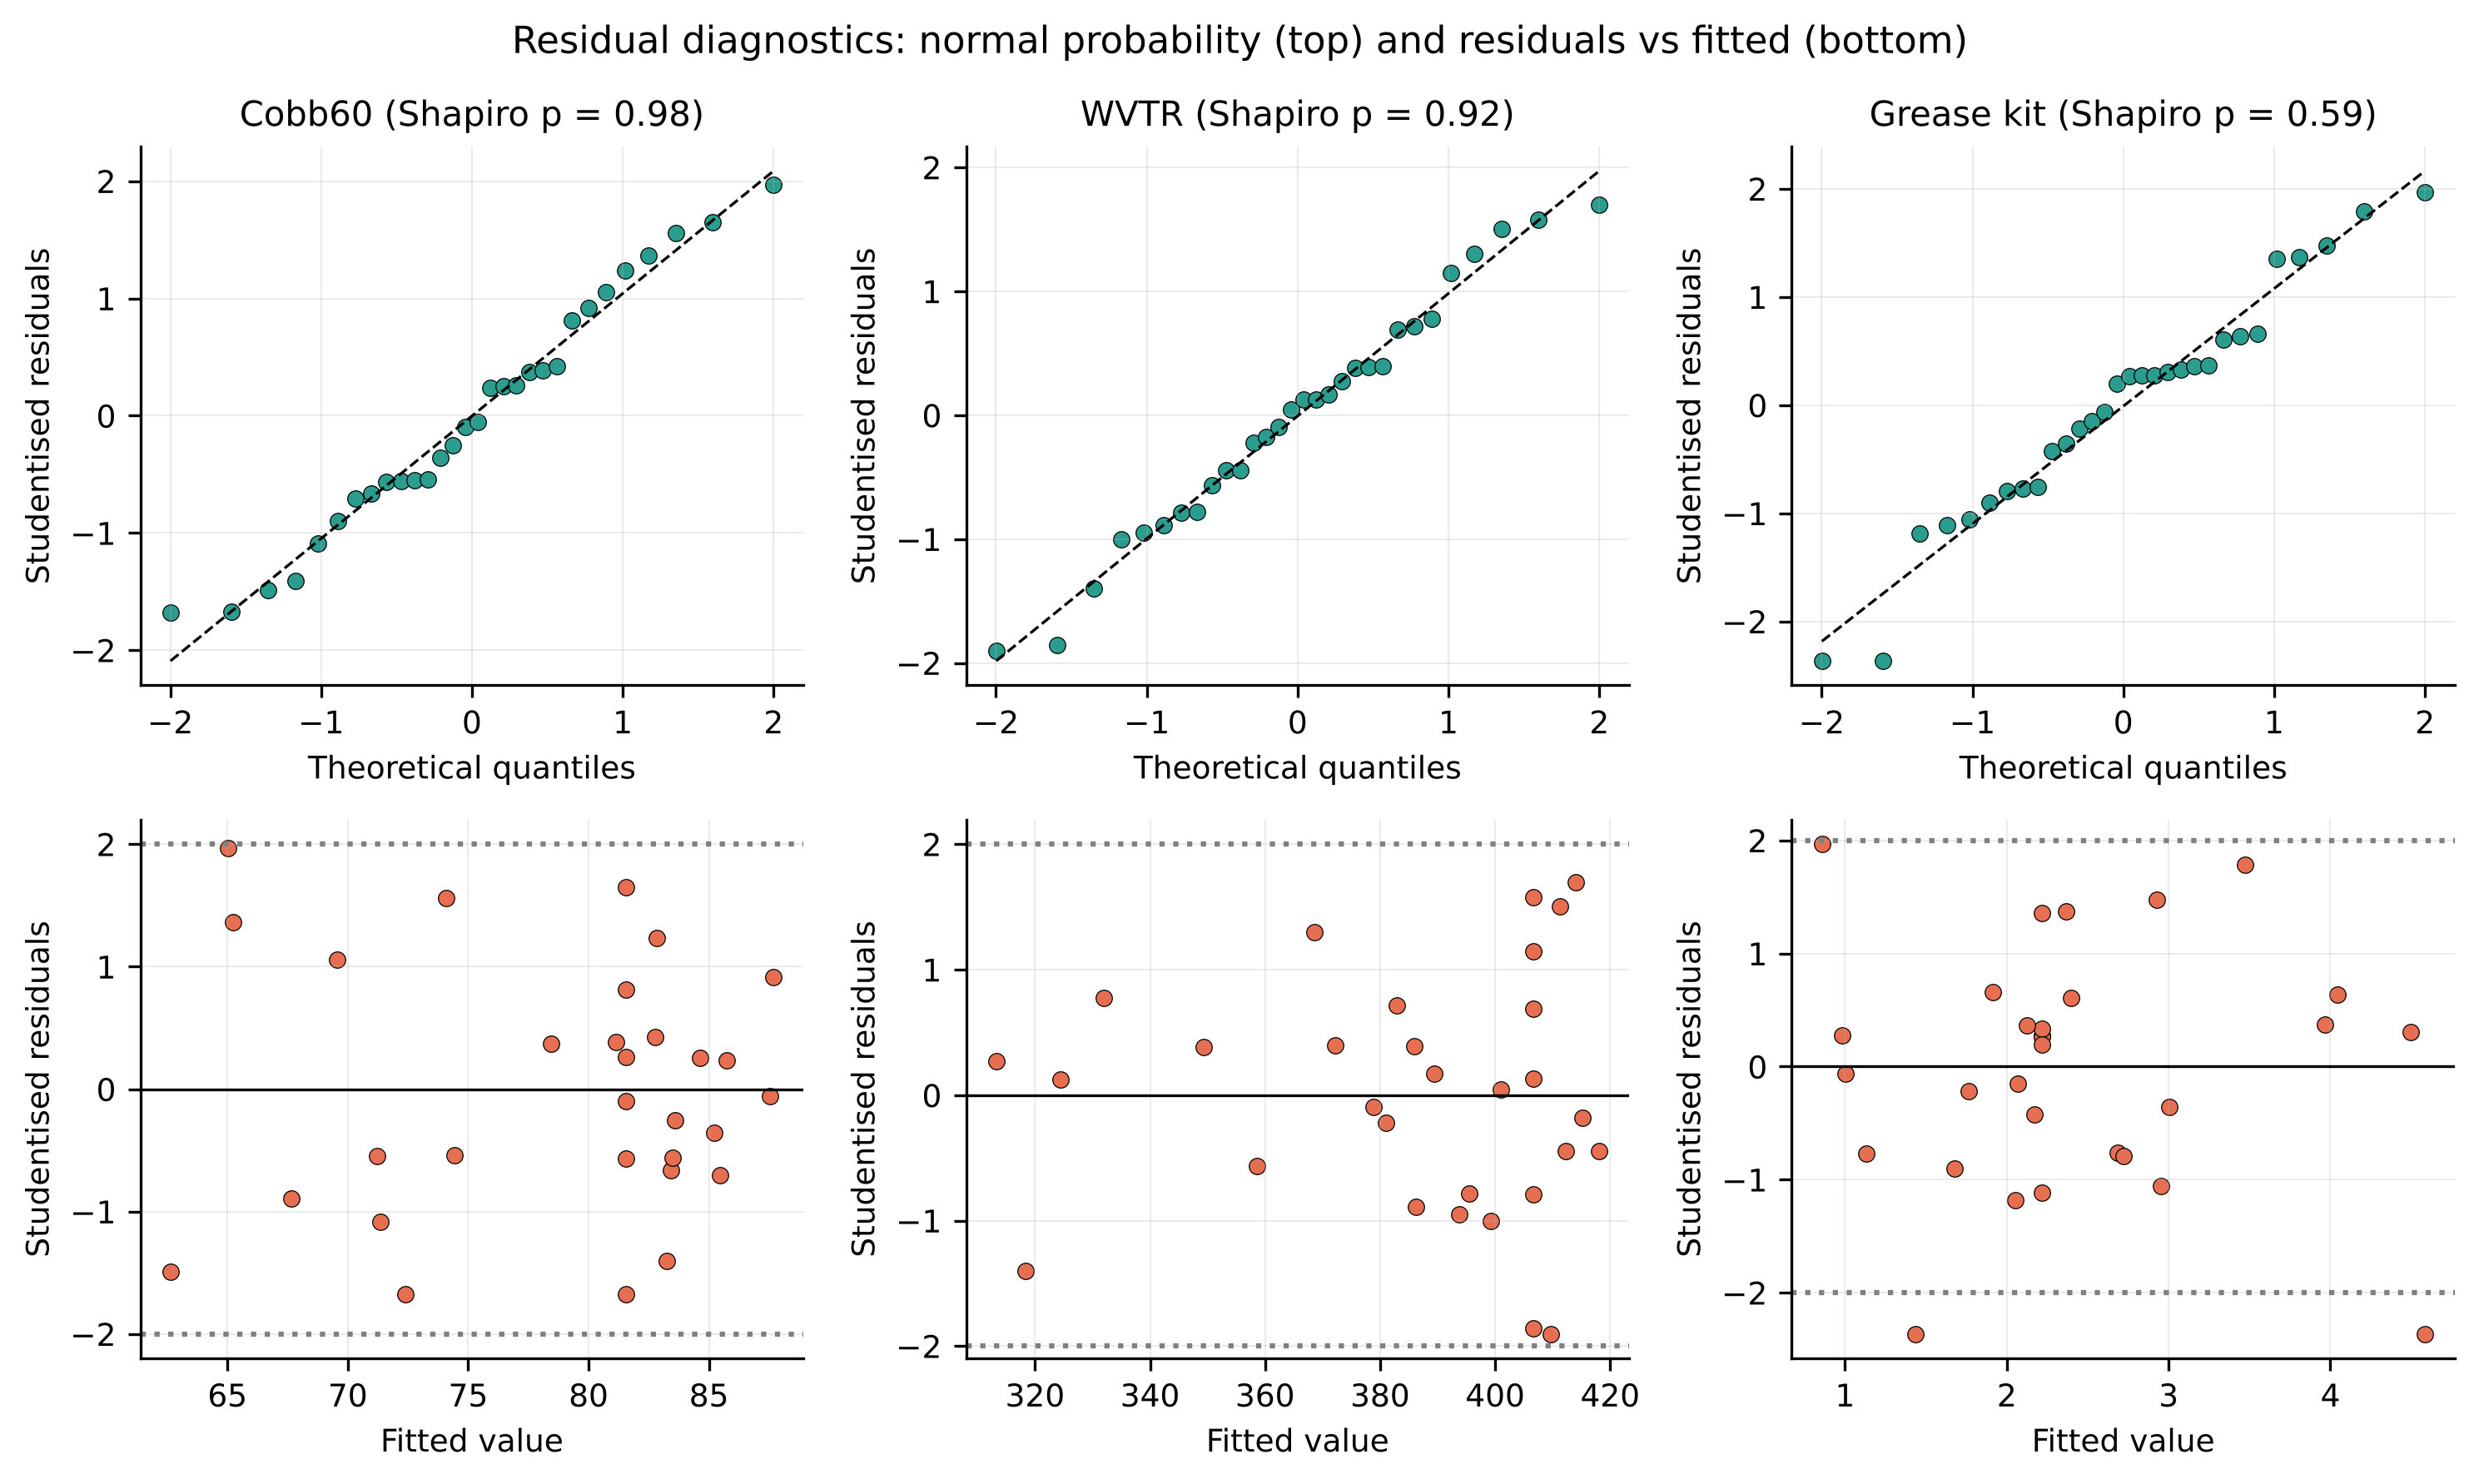 Residual diagnostics: normal probability (top) and residuals vs fitted (bottom)
Cobb60 (Shapiro p = 0.98)
Studentised residuals
2
1
0
−1
−2
−2 −1 0 1 2
Theoretical quantiles
WVTR (Shapiro p = 0.92)
Studentised residuals
2
1
0
−1
−2
−2 −1 0 1 2
Theoretical quantiles
Grease kit (Shapiro p = 0.59)
Studentised residuals
2
1
0
−1
−2
−2 −1 0 1 2
Theoretical quantiles
Studentised residuals
2
1
0
−1
−2
65 70 75 80 85
Fitted value
Studentised residuals
2
1
0
−1
−2
320 340 360 380 400 420
Fitted value
Studentised residuals
2
1
0
−1
−2
1 2 3 4
Fitted value